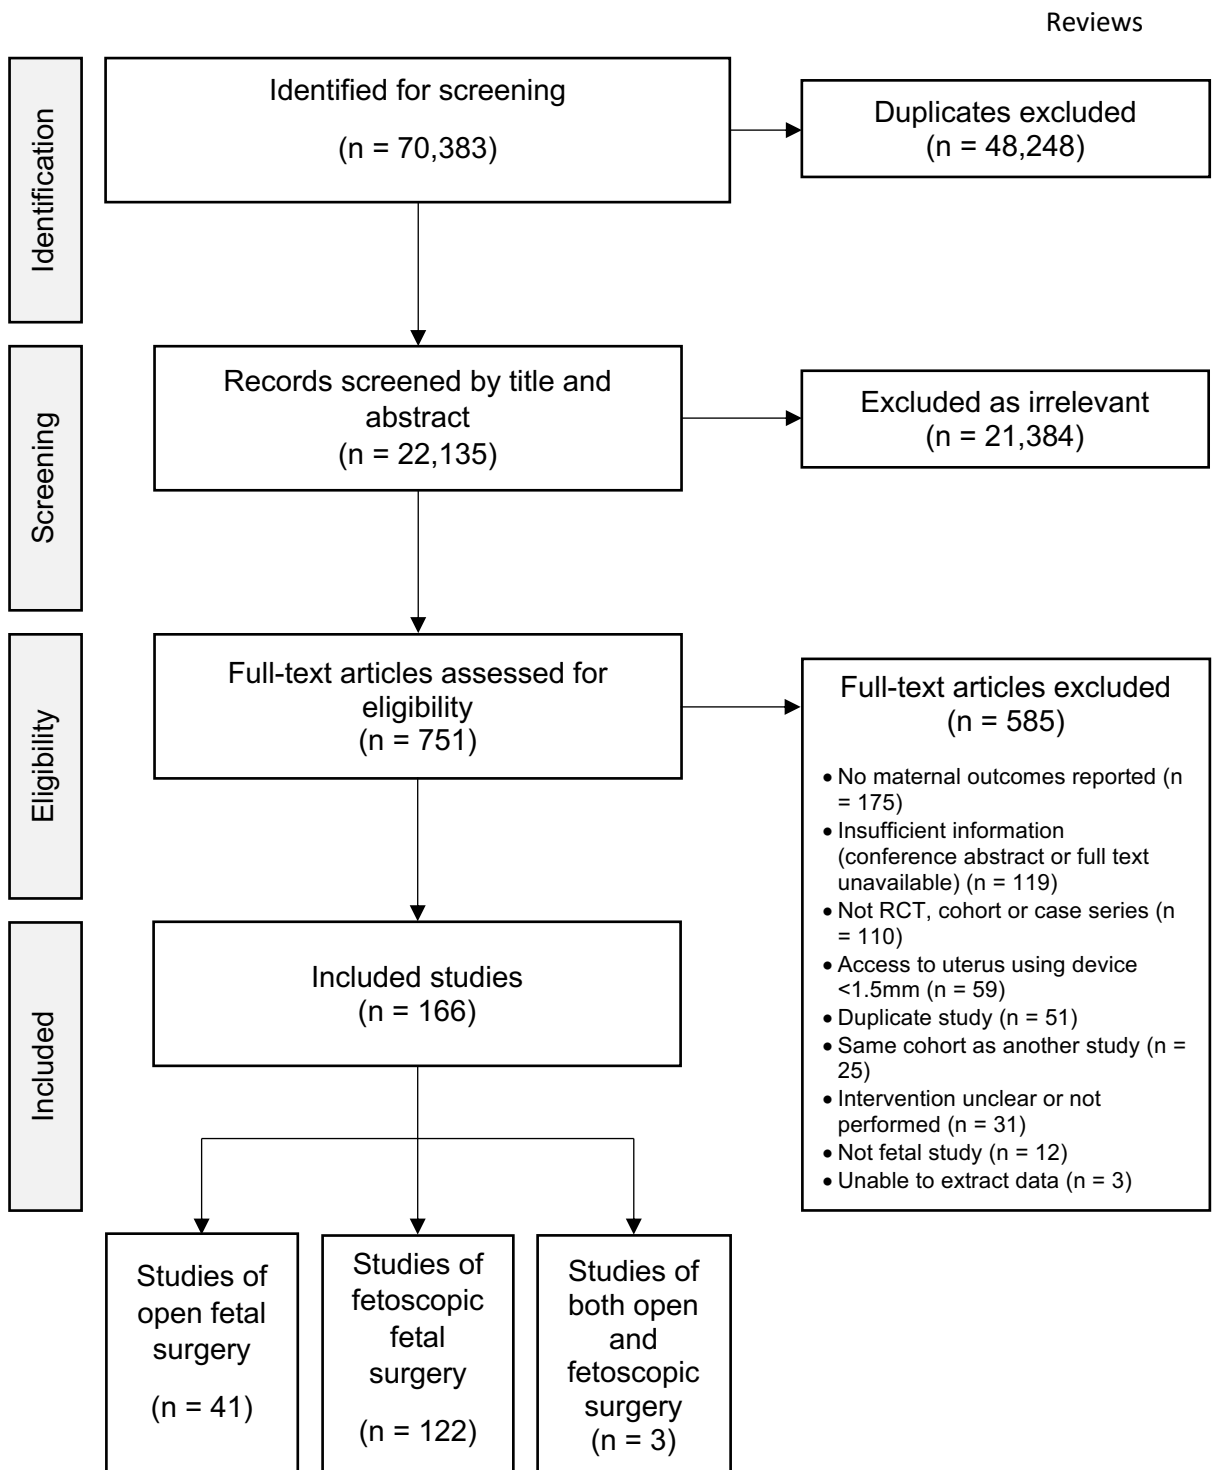 Reviews
Identification
Identified for screening
(n = 70,383)
Duplicates excluded
(n = 48,248)
Screening
Records screened by title and
abstract
(n = 22,135)
Excluded as irrelevant
(n = 21,384)
Eligibility
Full-text articles assessed for
eligibility
(n = 751)
Full-text articles excluded
(n = 585)
• No maternal outcomes reported (n
= 175)
• Insufficient information
(conference abstract or full text
unavailable) (n = 119)
• Not RCT, cohort or case series (n
= 110)
• Access to uterus using device
<1.5mm (n = 59)
• Duplicate study (n = 51)
• Same cohort as another study (n =
25)
• Intervention unclear or not
performed (n = 31)
• Not fetal study (n = 12)
• Unable to extract data (n = 3)
Included
Included studies
(n = 166)
Studies of
open fetal
surgery
(n = 41)
Studies of
fetoscopic
fetal
surgery
(n = 122)
Studies of
both open
and
fetoscopic
surgery
(n = 3)